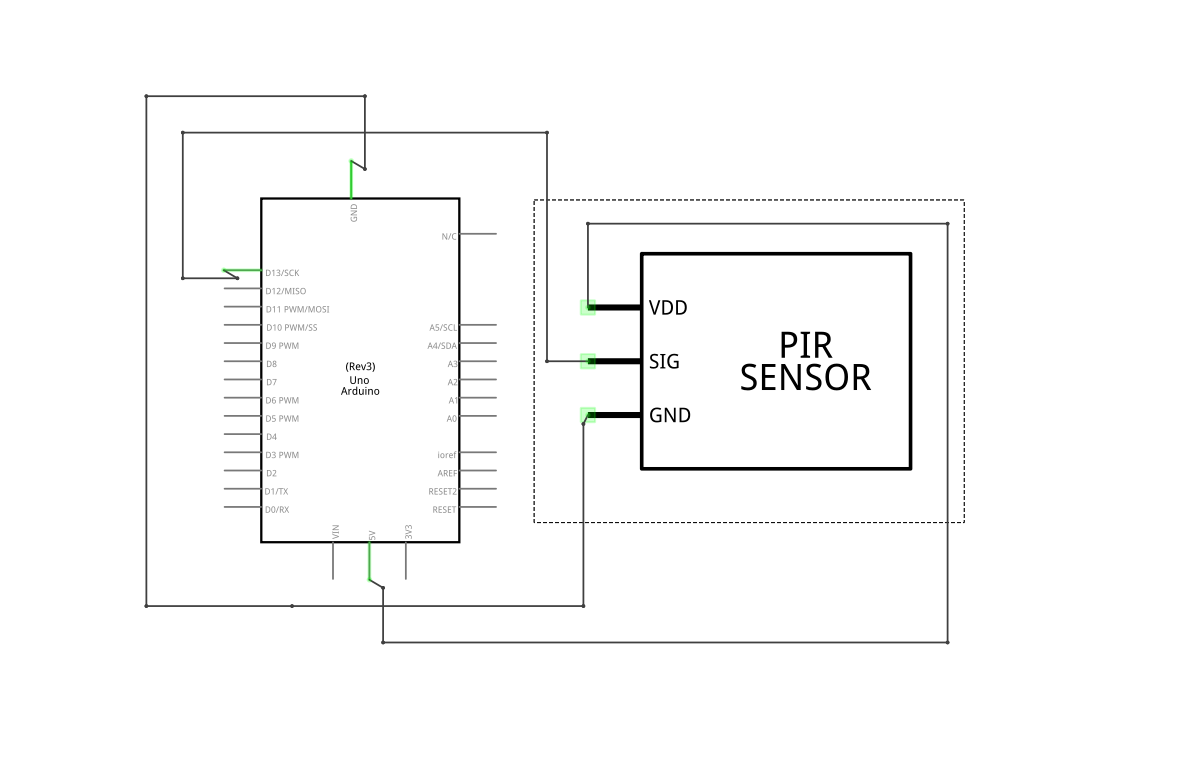 GND
N/C
D13/SCK
D12/MISO
D11 PWM/MOSI
D10 PWM/SS
D9 PWM
D8
D7
D6 PWM
D5 PWM
D4
D3 PWM
D2
D1/TX
D0/RX
A5/SCL
A4/SDA
A3
A2
A1
A0
ioref
AREF
RESET2
RESET
(Rev3)
Uno
Arduino
VIN
5V
3V3
VDD
SIG
GND
PIR
SENSOR